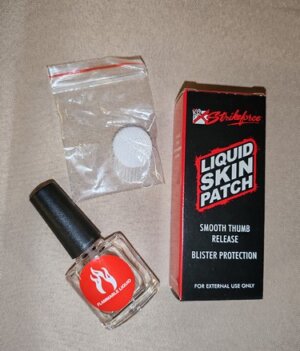 Strikeforce
LIQUID
SKIN
PATCH
SMOOTH THUMB
RELEASE
BLISTER PROTECTION
FOR EXTERNAL USE ONLY
FLAMMABLE LIQUID